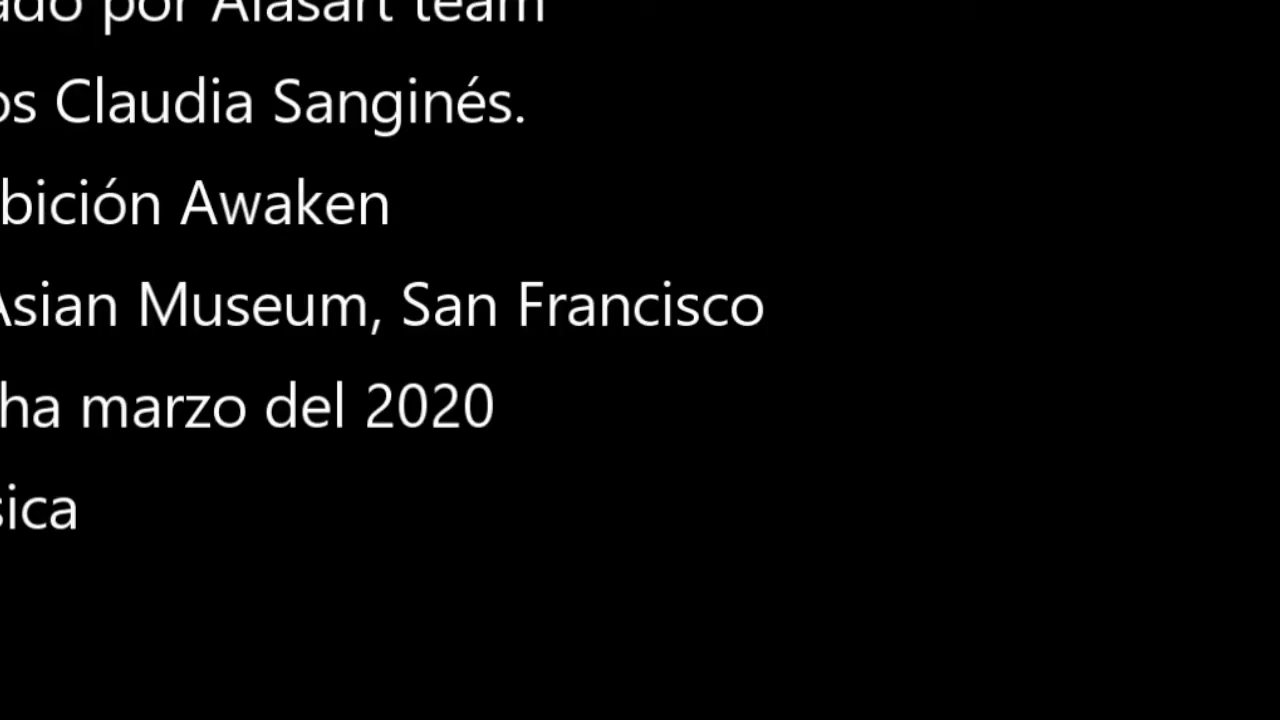 ado por Alasart team
os Claudia Sanginés.
bición Awaken
Asian Museum, San Francisco
ha marzo del 2020
sica